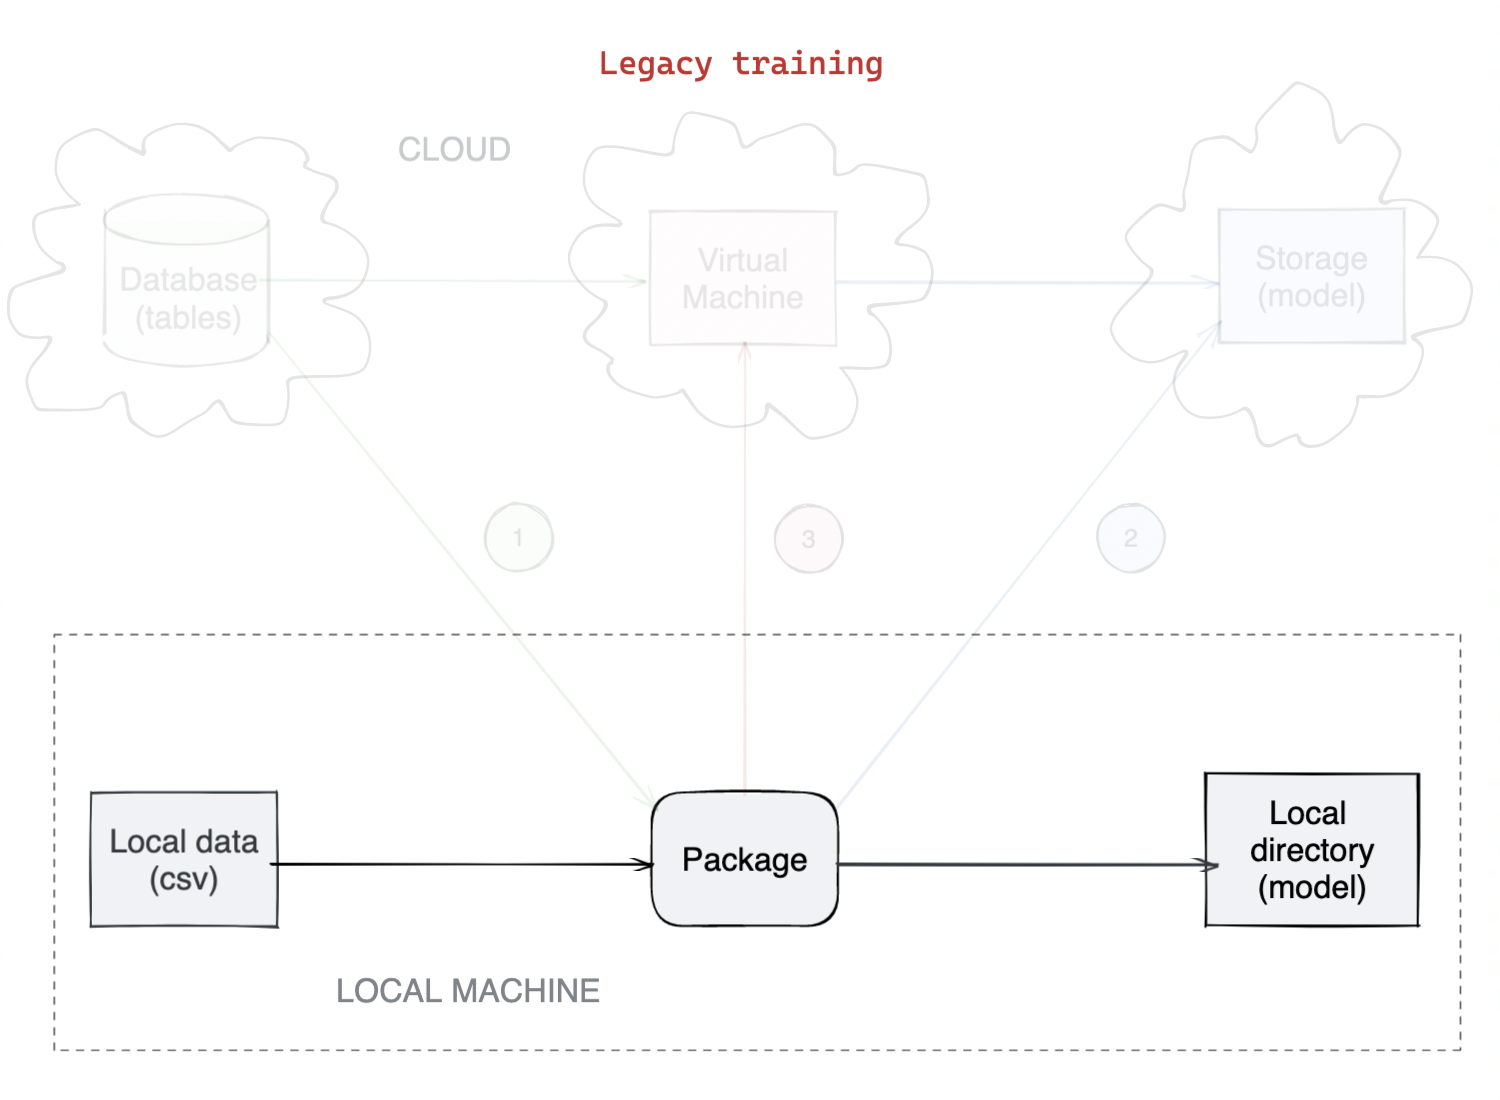 Legacy training
CLOUD
Database
(tables)
Virtual
Machine
Storage
(model)
1
3
2
Local data
(csv)
Package
Local
directory
(model)
LOCAL MACHINE